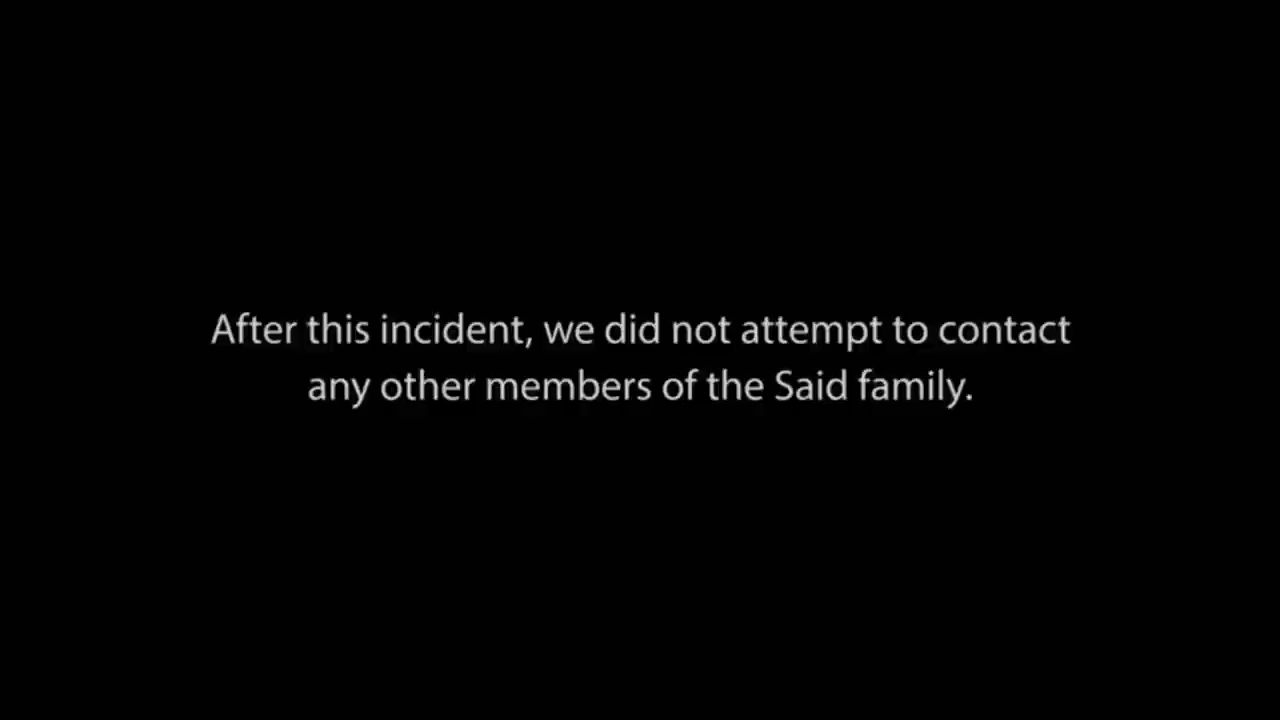 After this incident, we did not attempt to contact
any other members of the Said family.